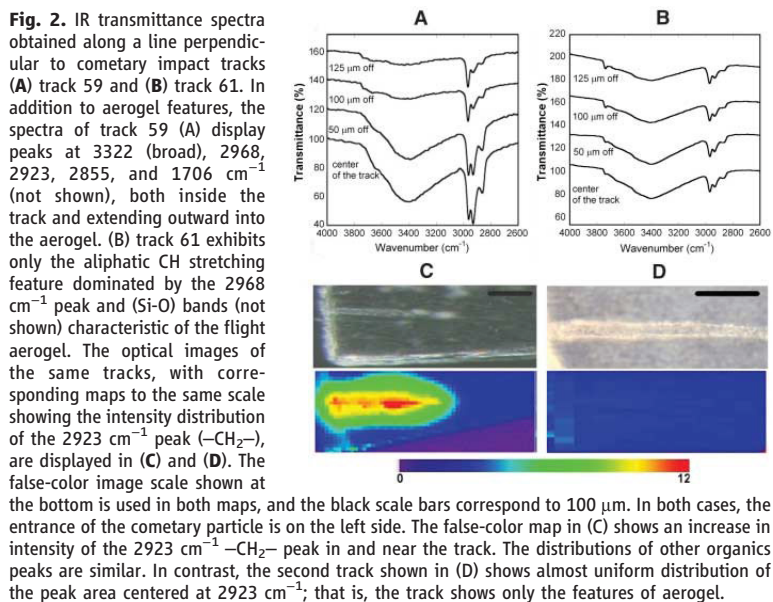 Fig. 2. IR transmittance spectra
obtained along a line perpendic-
ular to cometary impact tracks
(A) track 59 and (B) track 61. In
addition to aerogel features, the
spectra of track 59 (A) display
peaks at 3322 (broad), 2968,
2923, 2855, and 1706 cm⁻¹
(not shown), both inside the
track and extending outward into
the aerogel. (B) track 61 exhibits
only the aliphatic CH stretching
feature dominated by the 2968
cm⁻¹ peak and (Si-O) bands (not
shown) characteristic of the flight
aerogel. The optical images of
the same tracks, with corre-
sponding maps to the same scale
showing the intensity distribution
of the 2923 cm⁻¹ peak (–CH₂–),
are displayed in (C) and (D). The
false-color image scale shown at
the bottom is used in both maps, and the black scale bars correspond to 100 μm. In both cases, the
entrance of the cometary particle is on the left side. The false-color map in (C) shows an increase in
intensity of the 2923 cm⁻¹ –CH₂– peak in and near the track. The distributions of other organics
peaks are similar. In contrast, the second track shown in (D) shows almost uniform distribution of
the peak area centered at 2923 cm⁻¹; that is, the track shows only the features of aerogel.
A
Transmittance (%)
160
140
120
100
80
60
40
125 μm off
100 μm off
50 μm off
center
of the track
4000 3800 3600 3400 3200 3000 2800 2600
Wavenumber (cm⁻¹)
B
Transmittance (%)
220
200
180
160
140
120
100
80
60
125 μm off
100 μm off
50 μm off
center
of the track
4000 3800 3600 3400 3200 3000 2800 2600
Wavenumber (cm⁻¹)
C
D
0 12